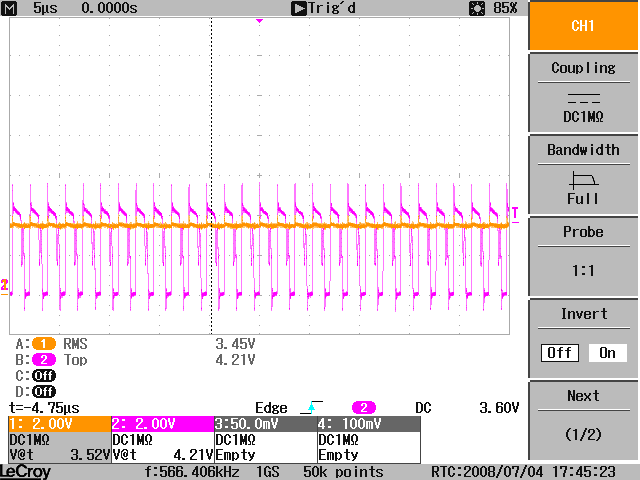 M 5µs 0.0000s Trig'd 85%
CH1
Coupling
DC1MΩ
Bandwidth
Full
Probe
1:1
Invert
Off On
Next
(1/2)
T
2
A: 1 RMS 3.45V
B: 2 Top 4.21V
C: Off
D: Off
t=-4.75µs Edge 2 DC 3.60V
1: 2.00V 2: 2.00V 3:50.0mV 4: 100mV
DC1MΩ DC1MΩ DC1MΩ DC1MΩ
V@t 3.52V V@t 4.21V Empty Empty
LeCroy f:566.406kHz 1GS 50k points RTC:2008/07/04 17:45:23